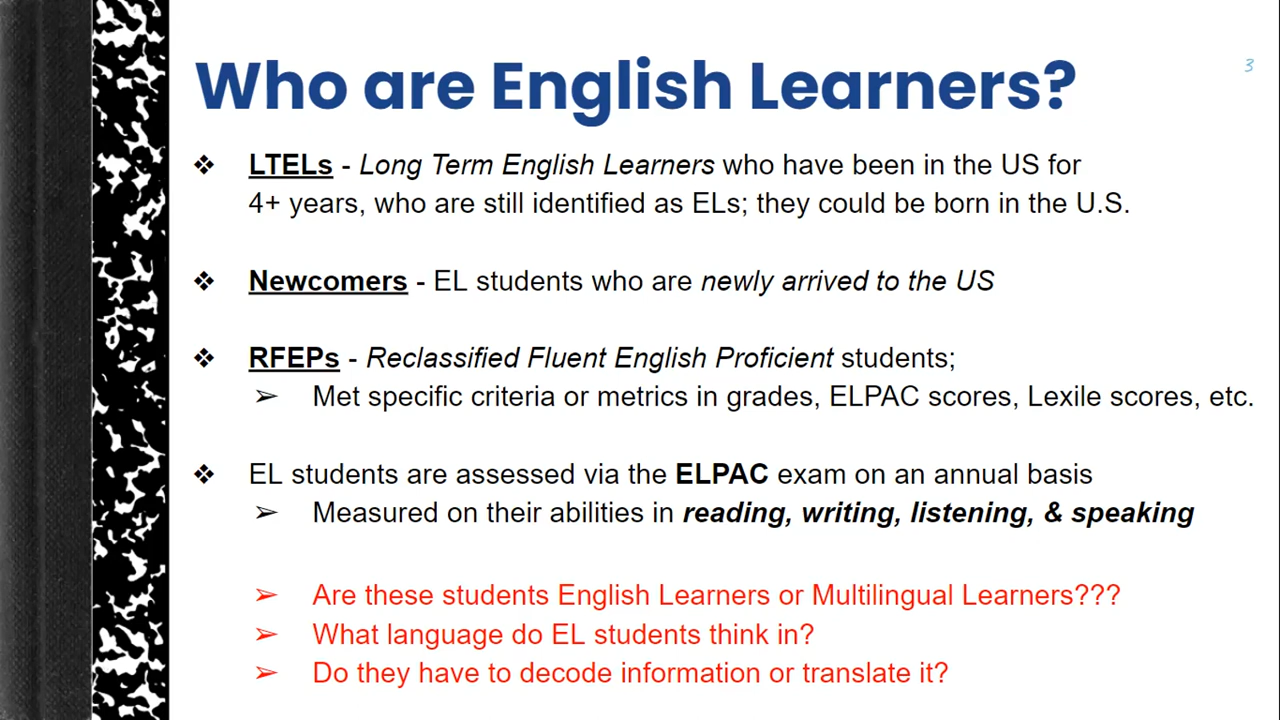 Who are English Learners?
3
❖ LTELs - Long Term English Learners who have been in the US for
4+ years, who are still identified as ELs; they could be born in the U.S.
❖ Newcomers - EL students who are newly arrived to the US
❖ RFEPs - Reclassified Fluent English Proficient students;
➢ Met specific criteria or metrics in grades, ELPAC scores, Lexile scores, etc.
❖ EL students are assessed via the ELPAC exam on an annual basis
➢ Measured on their abilities in reading, writing, listening, & speaking
➢ Are these students English Learners or Multilingual Learners???
➢ What language do EL students think in?
➢ Do they have to decode information or translate it?